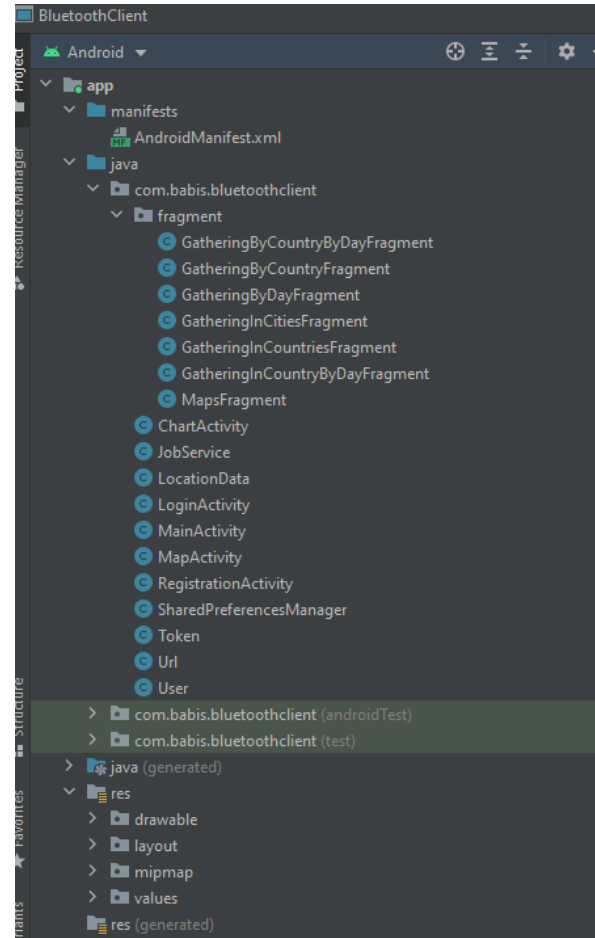 BluetoothClient
Android
Project
app
manifests
MF AndroidManifest.xml
Resource Manager
java
com.babis.bluetoothclient
fragment
C GatheringByCountryByDayFragment
C GatheringByCountryFragment
C GatheringByDayFragment
C GatheringInCitiesFragment
C GatheringInCountriesFragment
C GatheringInCountryByDayFragment
C MapsFragment
C ChartActivity
C JobService
C LocationData
C LoginActivity
C MainActivity
C MapActivity
C RegistrationActivity
C SharedPreferencesManager
C Token
C Url
C User
Structure
com.babis.bluetoothclient (androidTest)
com.babis.bluetoothclient (test)
java (generated)
res
Favorites
drawable
layout
mipmap
values
res (generated)